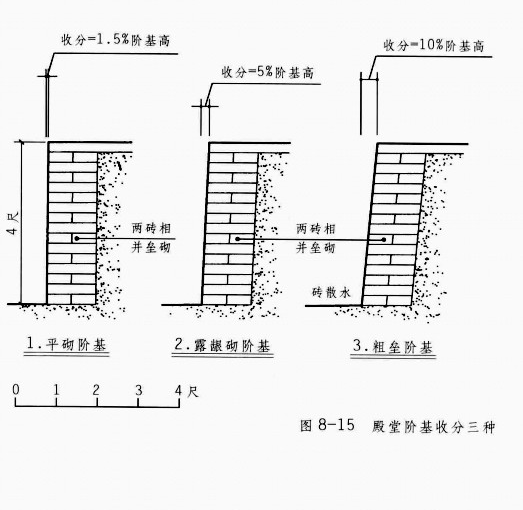 收分=1.5%阶基高
收分=5%阶基高
收分=10%阶基高
4尺
两砖相
并垒砌
两砖相
并垒砌
砖散水
1.平砌阶基
2.露龈砌阶基
3.粗垒阶基
0 1 2 3 4 尺
图 8-15 殿堂阶基收分三种